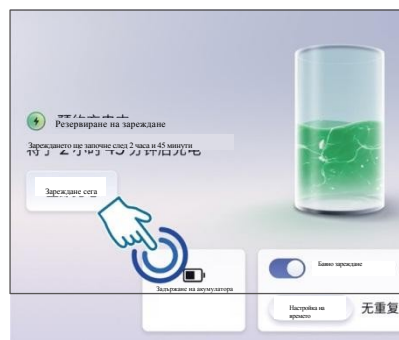 Резервиране на зареждане
Зареждането ще започне след 2 часа и 45 минути
Зареждане сега
Задържане на акумулатора
Бавно зареждане
Настройка на
времето
无重复